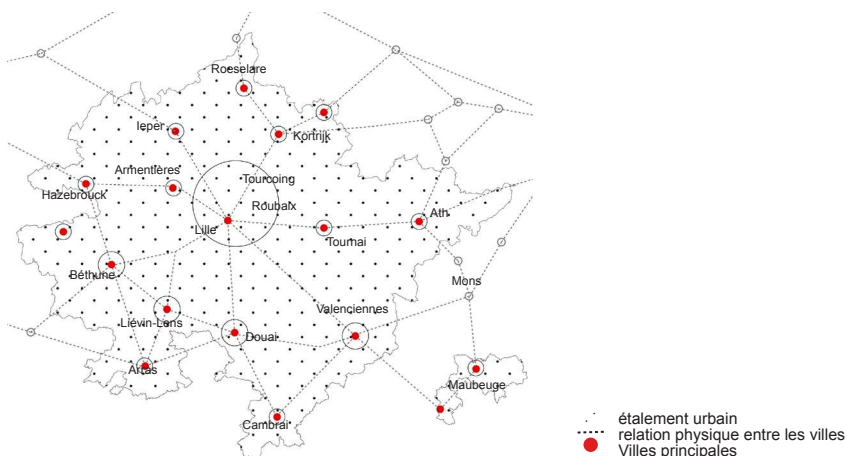 Roeselare
Ieper
Kortrijk
Armentières
Tourcoing
Hazebrouck
Roubaix
Ath
Lille
Tournai
Béthune
Mons
Valenciennes
Liévin-Lens
Douai
Arras
Maubeuge
Cambrai
étalement urbain
relation physique entre les villes
Villes principales